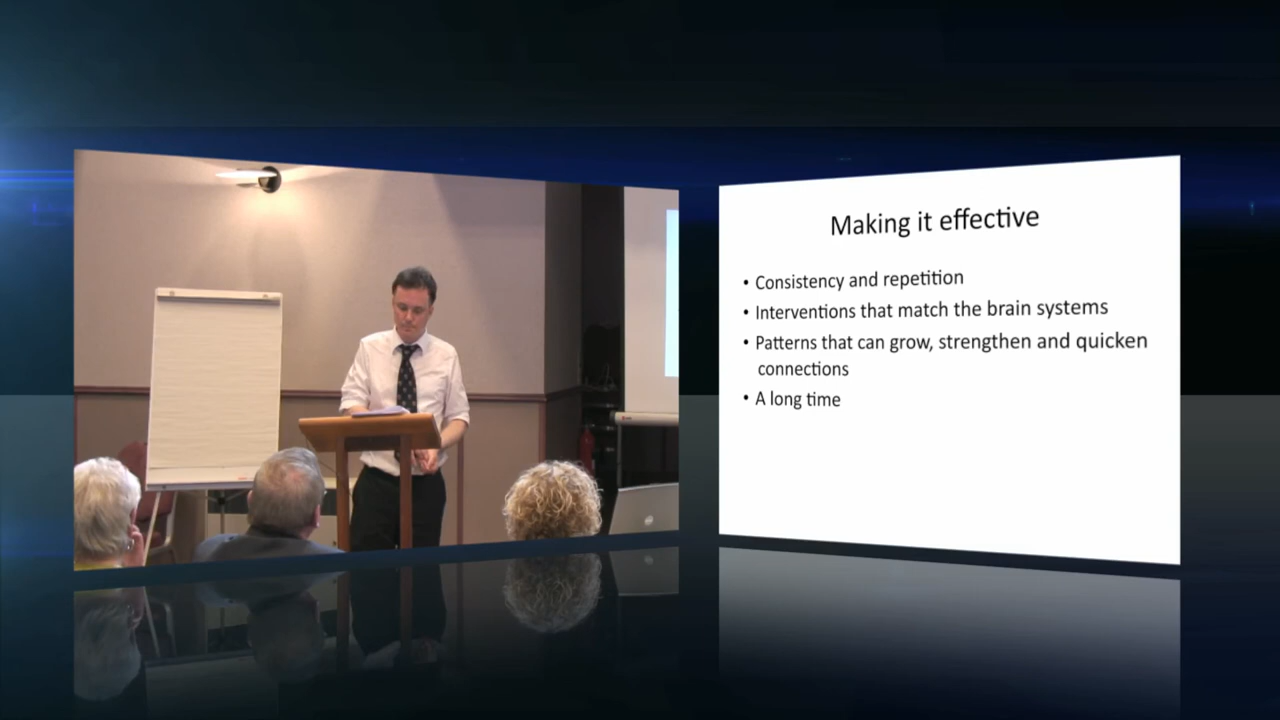 Making it effective
• Consistency and repetition
• Interventions that match the brain systems
• Patterns that can grow, strengthen and quicken
connections
• A long time